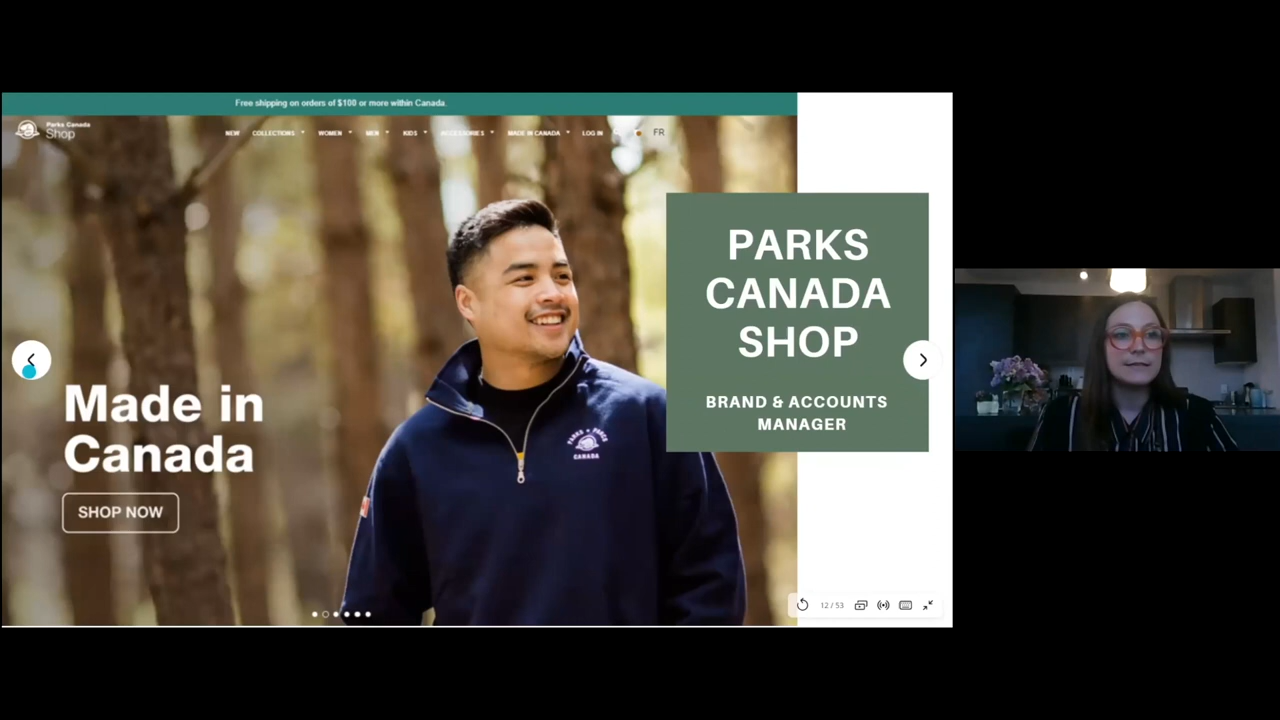 Free shipping on orders of $100 or more within Canada.
Parks Canada
Shop
NEW COLLECTIONS WOMEN MEN KIDS ACCESSORIES MADE IN CANADA LOG IN FR
PARKS
CANADA
SHOP
BRAND & ACCOUNTS
MANAGER
Made in
Canada
SHOP NOW
PARKS • PARCS
CANADA
12 / 53